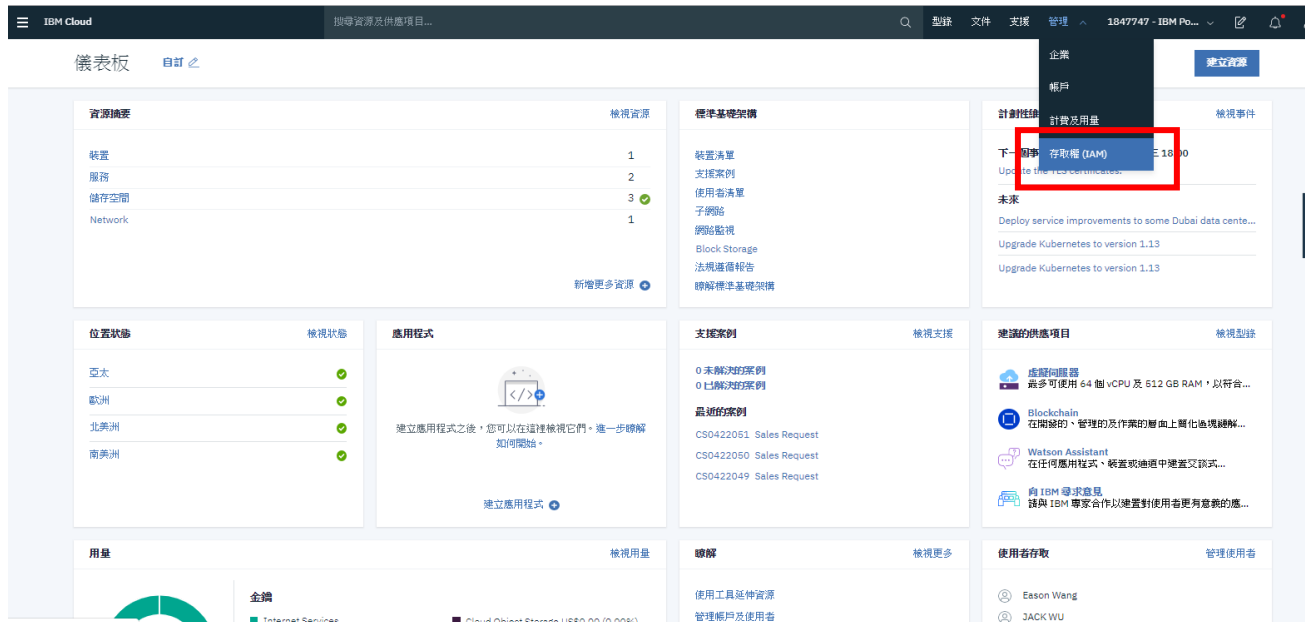 IBM Cloud
搜尋資源及供應項目...
型錄 文件 支援 管理 1847747 - IBM Po...
企業
帳戶
計費及用量
存取權 (IAM)
儀表板 自訂
建立資源
資源摘要 檢視資源
裝置 1
服務 2
儲存空間 3
Network 1
新增更多資源
標準基礎架構
裝置清單
支援案例
使用者清單
子網路
網路監視
Block Storage
法規遵循報告
瞭解標準基礎架構
計劃性維 檢視事件
下一個事 三 18:00
Update the TLS certificates.
未來
Deploy service improvements to some Dubai data cente...
Upgrade Kubernetes to version 1.13
Upgrade Kubernetes to version 1.13
位置狀態 檢視狀態
亞太
歐洲
北美洲
南美洲
應用程式
建立應用程式之後，您可以在這裡檢視它們。進一步瞭解
如何開始。
建立應用程式
支援案例 檢視支援
0 未解決的案例
0 已解決的案例
最近的案例
CS0422051 Sales Request
CS0422050 Sales Request
CS0422049 Sales Request
建議的供應項目 檢視型錄
虛擬伺服器
最多可使用 64 個 vCPU 及 512 GB RAM，以符合...
Blockchain
在開發的、管理的及作業的層面上簡化區塊鏈解...
Watson Assistant
在任何應用程式、裝置或通道中建置交談式...
向 IBM 尋求意見
請與 IBM 專家合作以建置對使用者更有意義的應...
用量 檢視用量
金鑰
Internet Services
Cloud Object Storage US$0.00 (0.00%)
瞭解 檢視更多
使用工具延伸資源
管理帳戶及使用者
使用者存取 管理使用者
Eason Wang
JACK WU